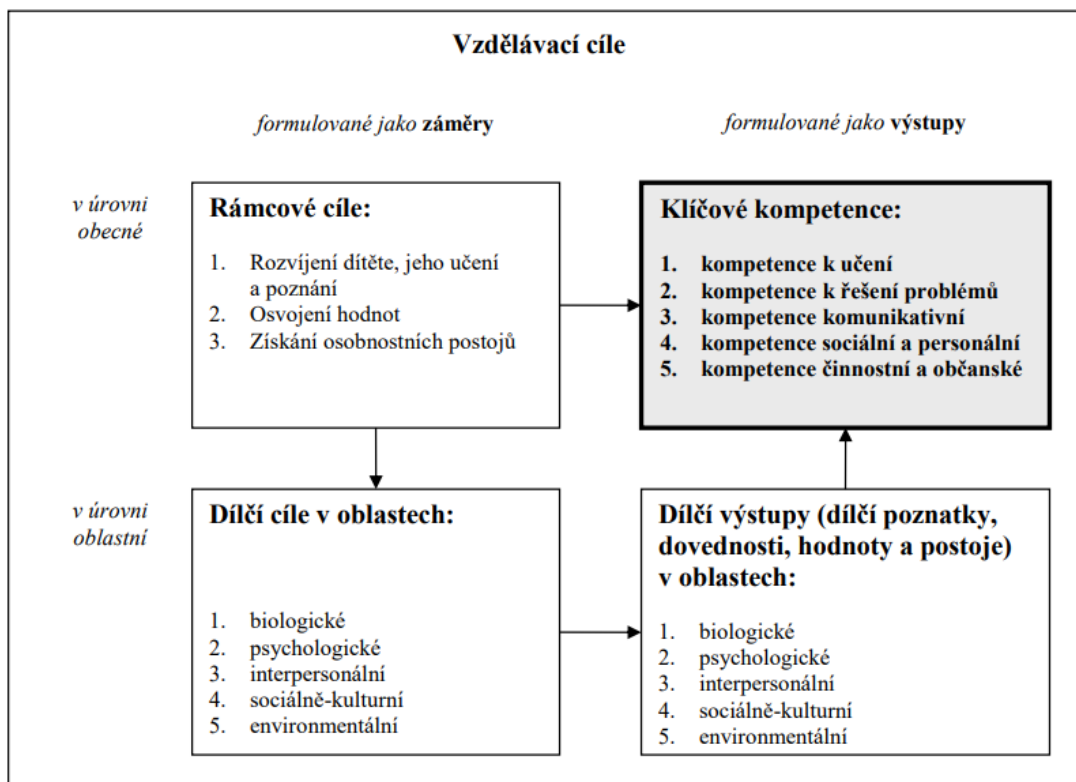 Vzdělávací cíle
formulované jako záměry
formulované jako výstupy
v úrovni
obecné
Rámcové cíle:
1. Rozvíjení dítěte, jeho učení
a poznání
2. Osvojení hodnot
3. Získání osobnostních postojů
Klíčové kompetence:
1. kompetence k učení
2. kompetence k řešení problémů
3. kompetence komunikativní
4. kompetence sociální a personální
5. kompetence činnostní a občanské
v úrovni
oblastní
Dílčí cíle v oblastech:
1. biologické
2. psychologické
3. interpersonální
4. sociálně-kulturní
5. environmentální
Dílčí výstupy (dílčí poznatky,
dovednosti, hodnoty a postoje)
v oblastech:
1. biologické
2. psychologické
3. interpersonální
4. sociálně-kulturní
5. environmentální